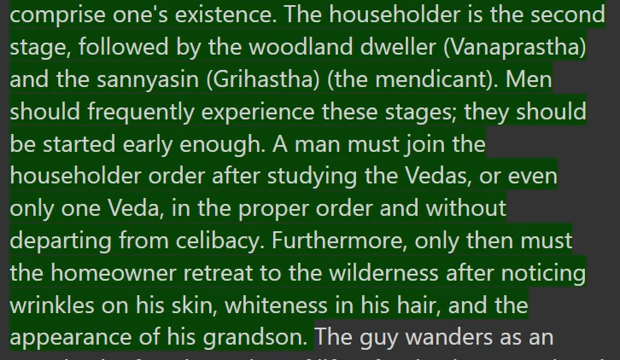 comprise one's existence. The householder is the second
stage, followed by the woodland dweller (Vanaprastha)
and the sannyasin (Grihastha) (the mendicant). Men
should frequently experience these stages; they should
be started early enough. A man must join the
householder order after studying the Vedas, or even
only one Veda, in the proper order and without
departing from celibacy. Furthermore, only then must
the homeowner retreat to the wilderness after noticing
wrinkles on his skin, whiteness in his hair, and the
appearance of his grandson. The guy wanders as an